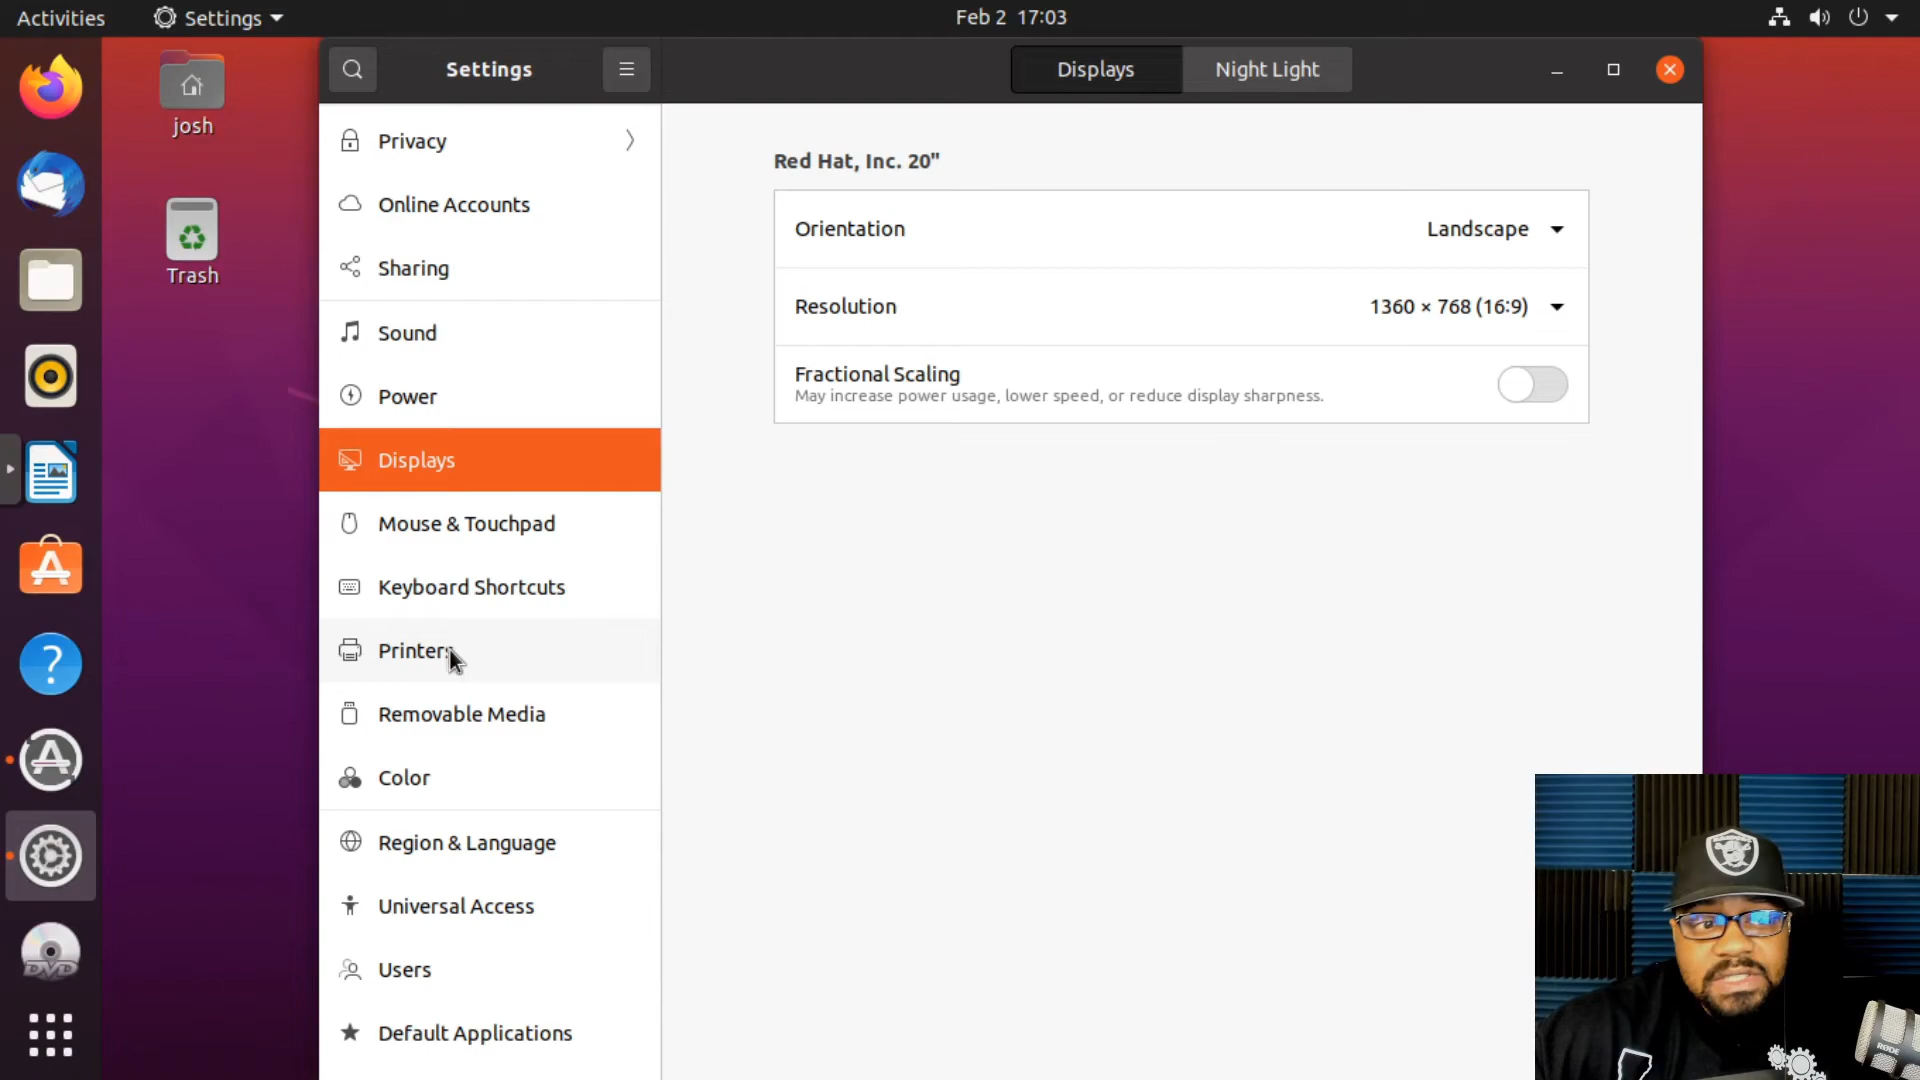 Activities
Settings
Feb 2 17:03
Settings
Displays
Night Light
josh
Trash
Privacy
Online Accounts
Sharing
Sound
Power
Displays
Mouse & Touchpad
Keyboard Shortcuts
Printers
Removable Media
Color
Region & Language
Universal Access
Users
Default Applications
Red Hat, Inc. 20"
Orientation
Landscape
Resolution
1360 × 768 (16:9)
Fractional Scaling
May increase power usage, lower speed, or reduce display sharpness.
DVD
RØDE